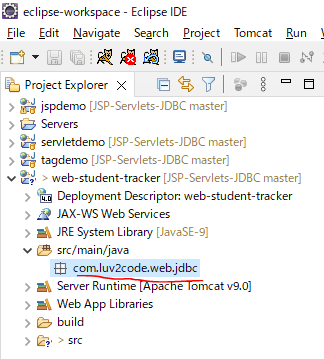 eclipse-workspace - Eclipse IDE
File Edit Navigate Search Project Tomcat Run
Project Explorer
jspdemo [JSP-Servlets-JDBC master]
Servers
servletdemo [JSP-Servlets-JDBC master]
tagdemo [JSP-Servlets-JDBC master]
> web-student-tracker [JSP-Servlets-JDBC master]
Deployment Descriptor: web-student-tracker
JAX-WS Web Services
JRE System Library [JavaSE-9]
src/main/java
com.luv2code.web.jdbc
Server Runtime [Apache Tomcat v9.0]
Web App Libraries
build
> src